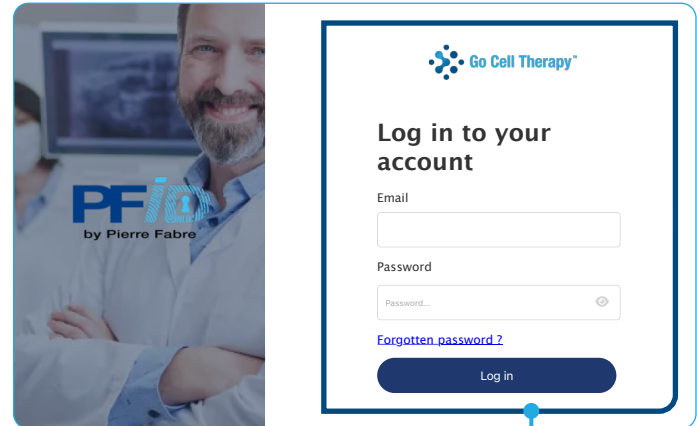 PFiD
by Pierre Fabre
Go Cell Therapy™
Log in to your
account
Email
Password
Password...
Forgotten password ?
Log in